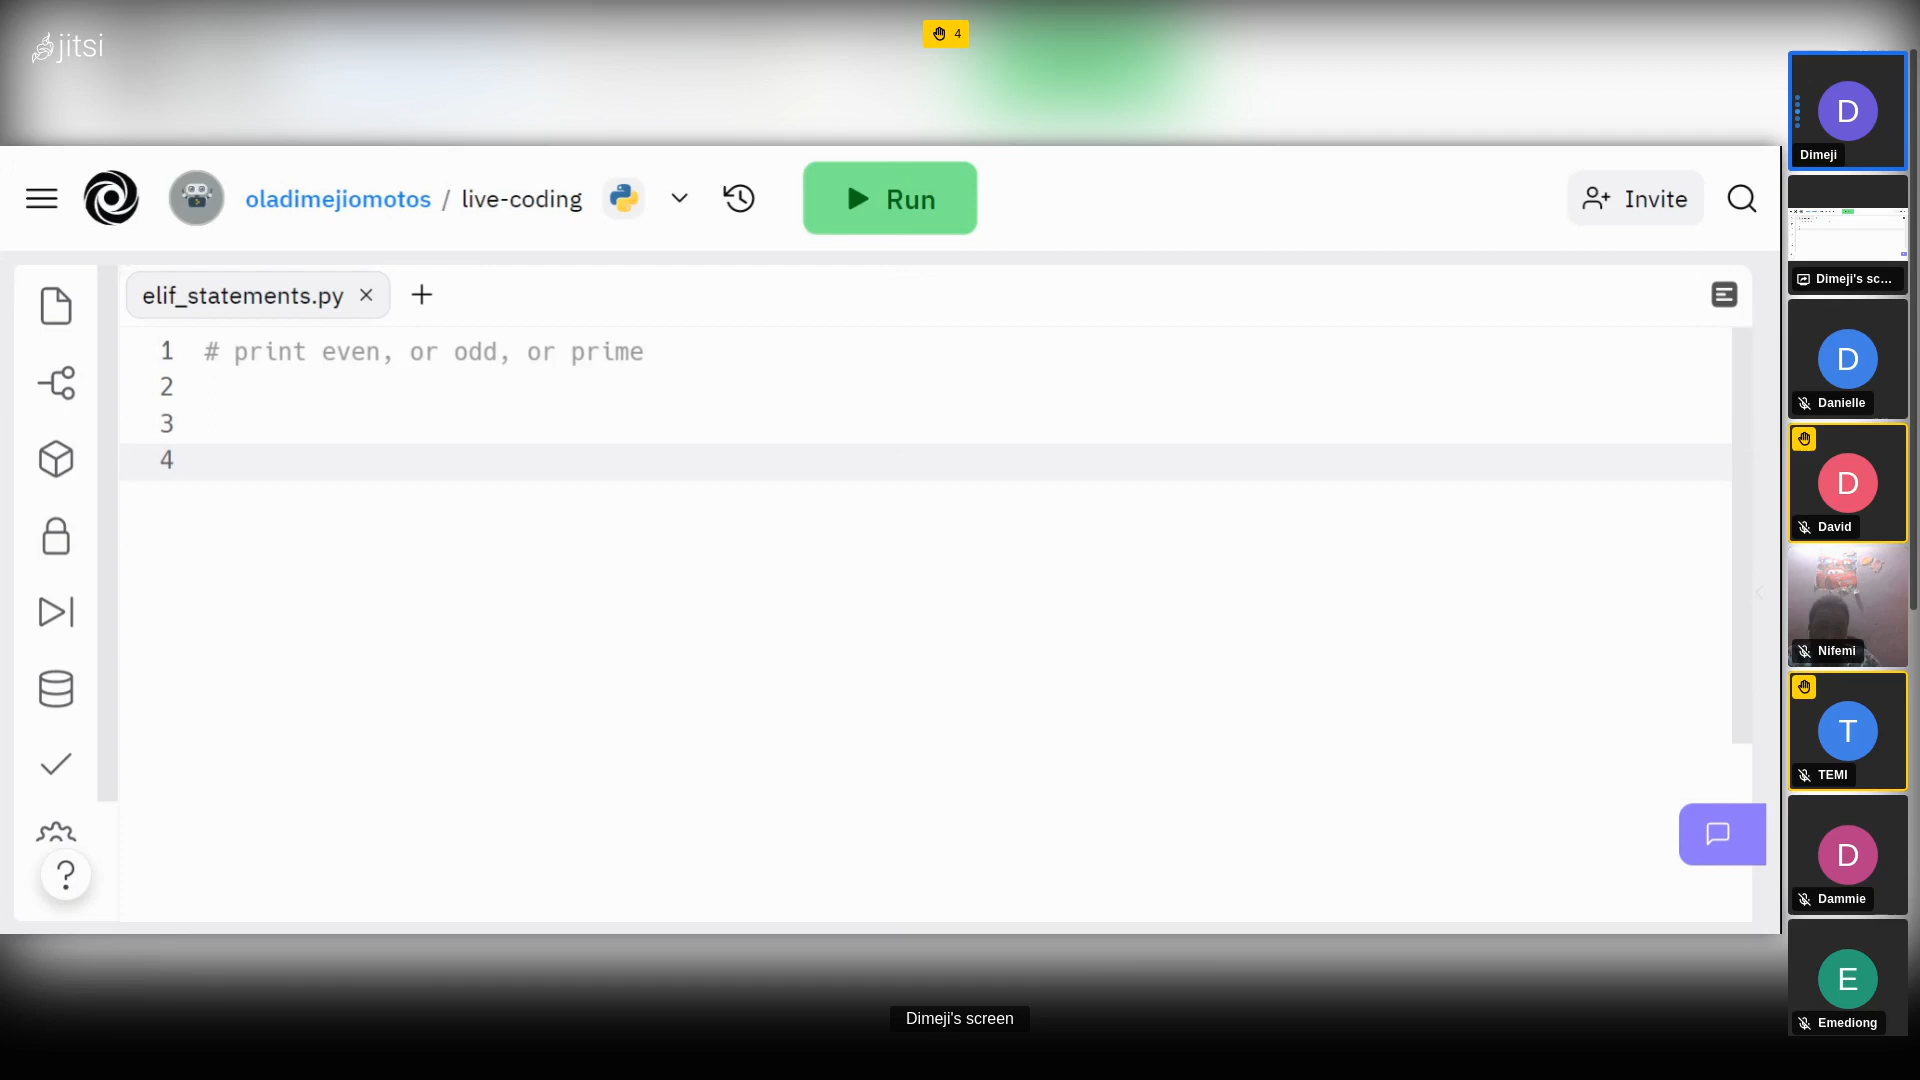 jitsi
4
oladimejiomotos / live-coding
Run
Invite
elif_statements.py
1 # print even, or odd, or prime
2
3
4
?
Dimeji's screen
D
Dimeji
Dimeji's sc...
D
Danielle
D
David
Nifemi
T
TEMI
D
Dammie
E
Emediong